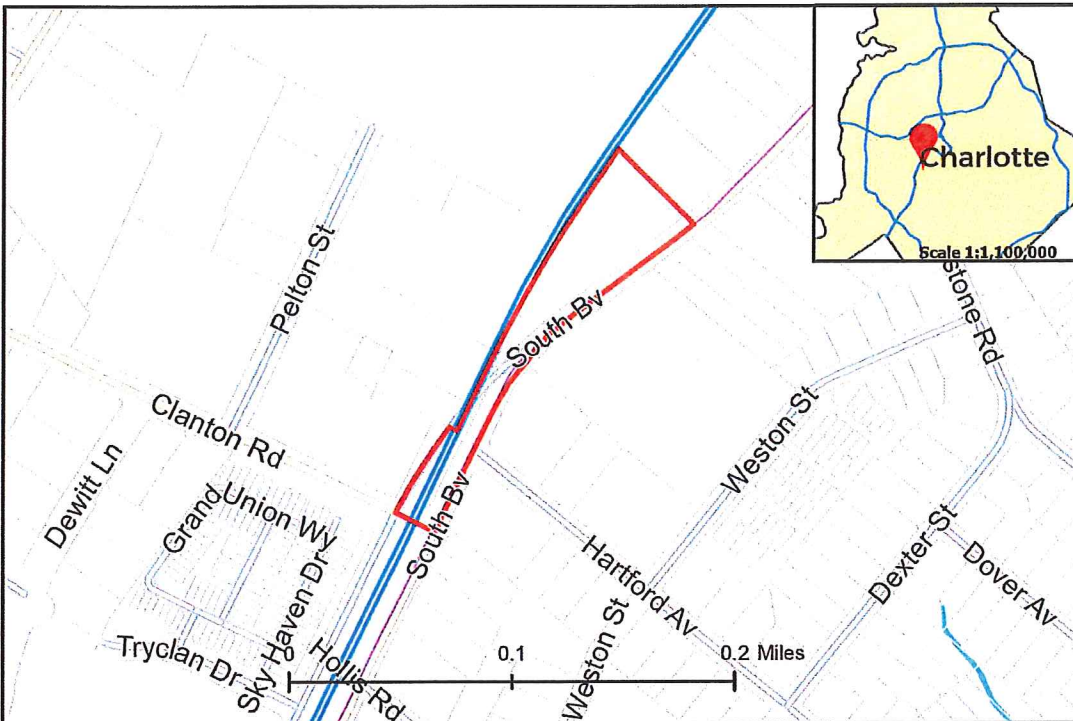 Charlotte
Scale 1:1,100,000
stone Rd
Pelton St
South Bv
Weston St
Clanton Rd
Dewitt Ln
Grand Union Wy
South Bv
Sky Haven Dr
Hartford Av
Dexter St
Dover Av
Tryclan Dr
Hollis Rd
Weston St
0 0.1 0.2 Miles